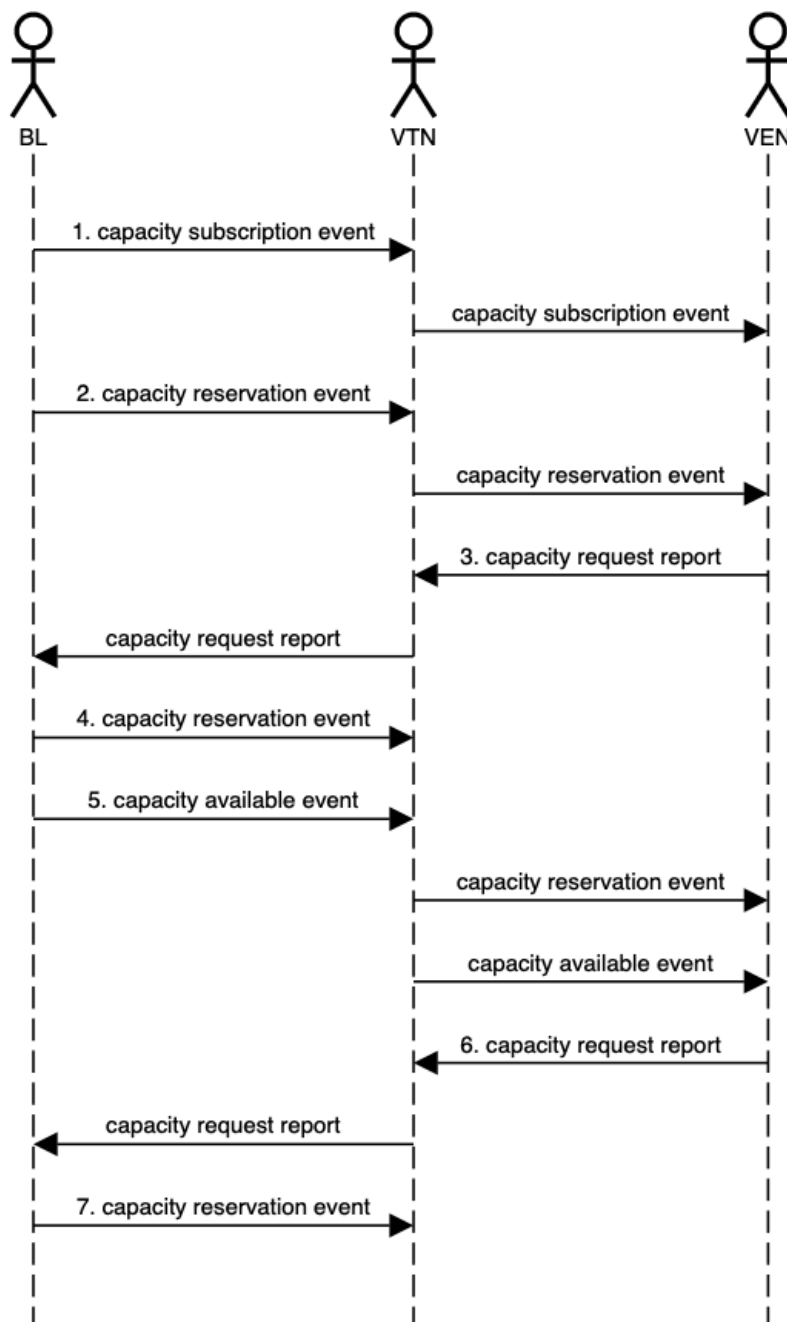 BL
VTN
VEN
1. capacity subscription event
capacity subscription event
2. capacity reservation event
capacity reservation event
3. capacity request report
capacity request report
4. capacity reservation event
5. capacity available event
capacity reservation event
capacity available event
6. capacity request report
capacity request report
7. capacity reservation event